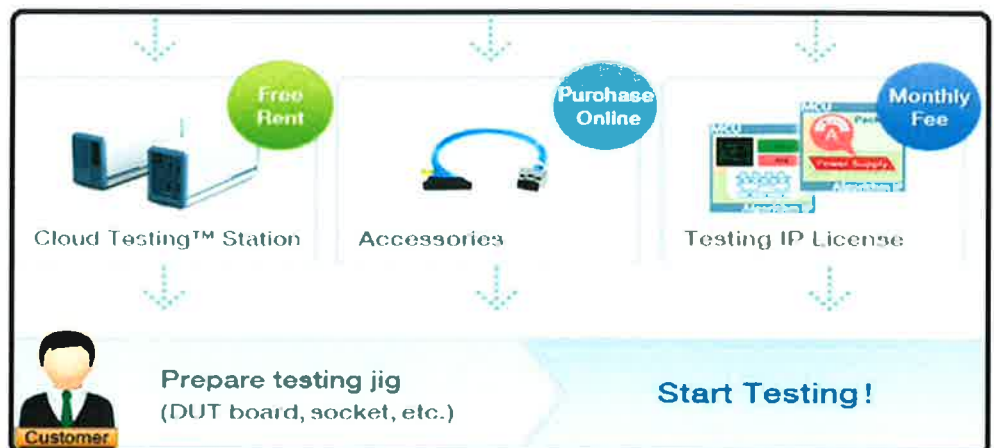 Free
Rent
Purchase
Online
Monthly
Fee
MCU
A
Power Supply
Cloud Testing™ Station
Accessories
Testing IP License
Prepare testing jig
(DUT board, socket, etc.)
Start Testing!
Customer